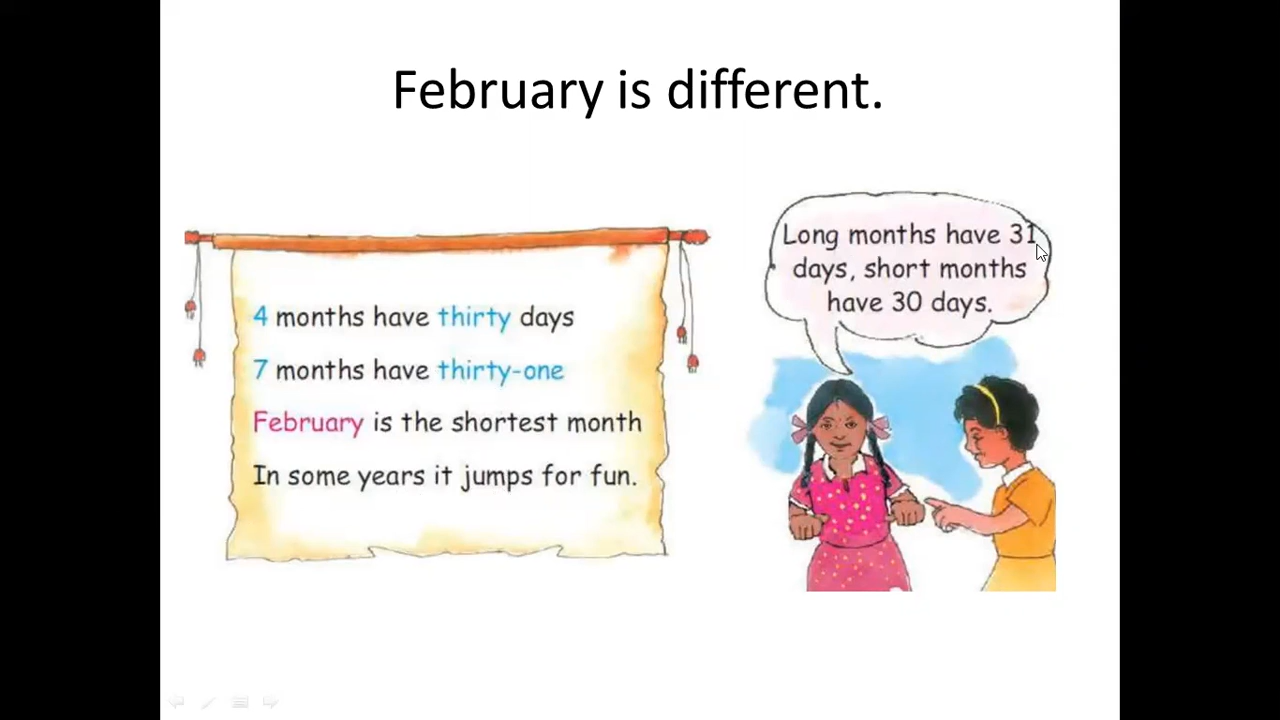 February is different.
4 months have thirty days
7 months have thirty-one
February is the shortest month
In some years it jumps for fun.
Long months have 31
days, short months
have 30 days.